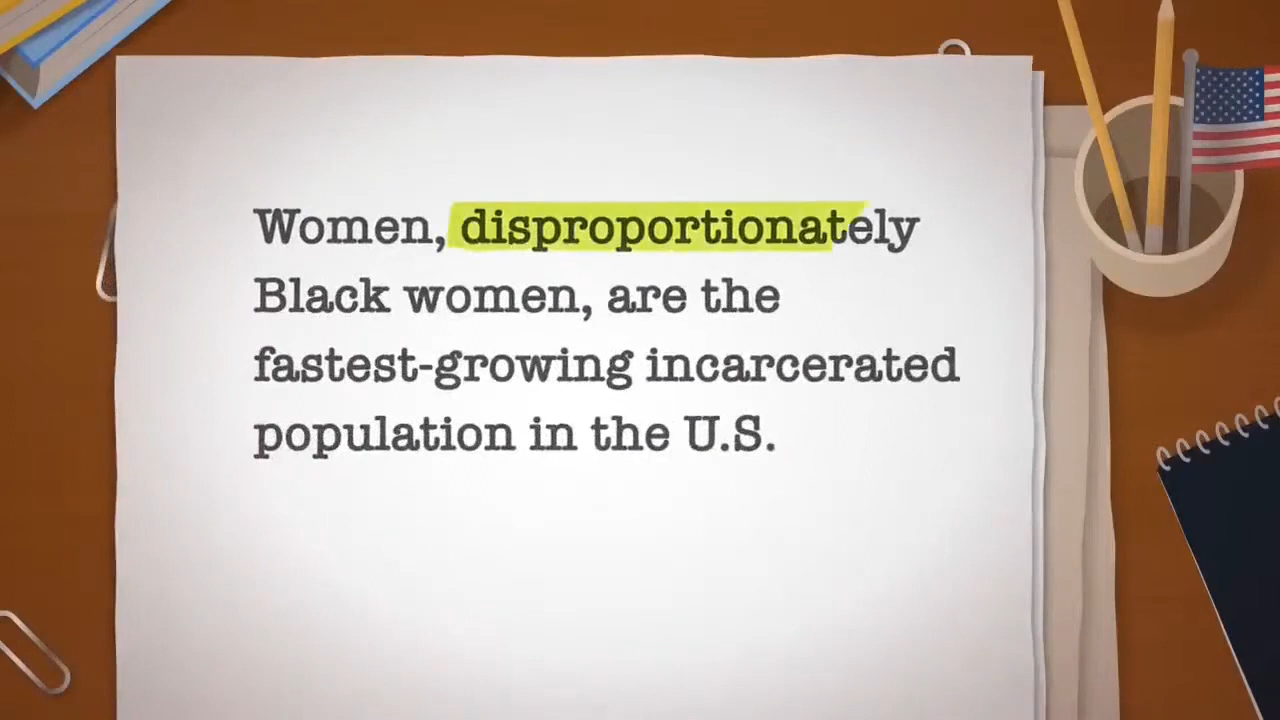 Women, disproportionately
Black women, are the
fastest-growing incarcerated
population in the U.S.